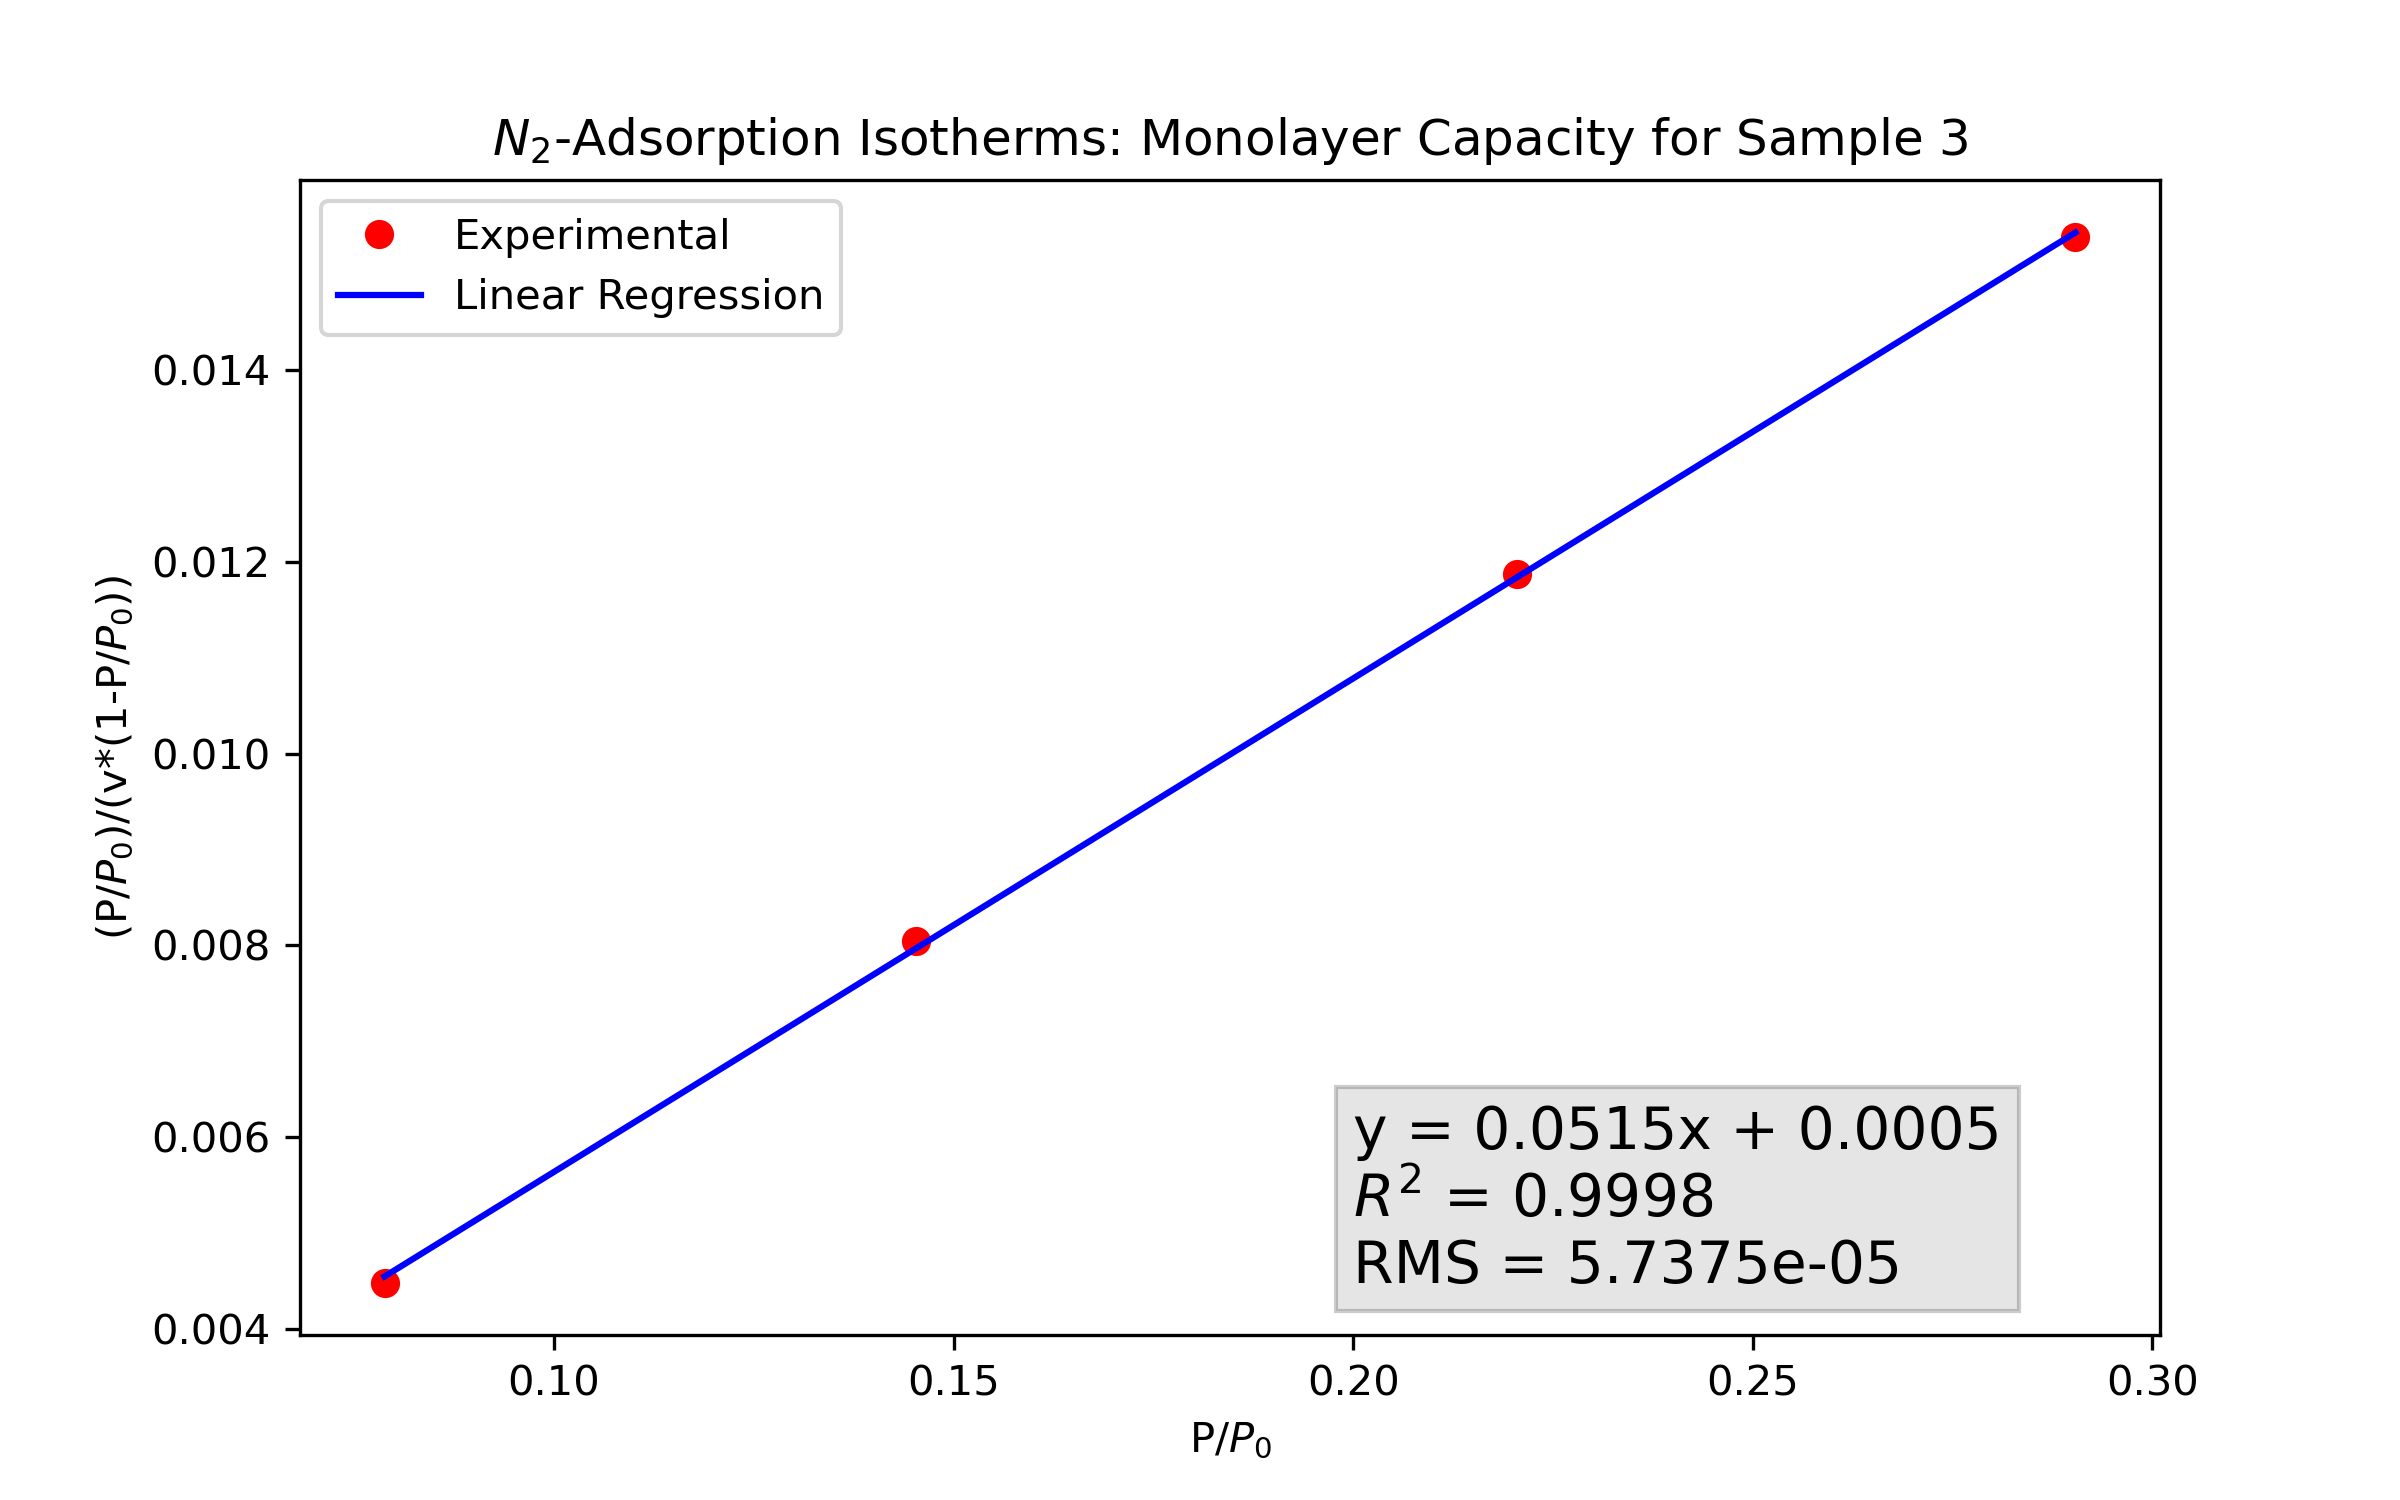 N₂-Adsorption Isotherms: Monolayer Capacity for Sample 3
Experimental
Linear Regression
(P/P₀)/(v*(1-P/P₀))
0.014
0.012
0.010
0.008
0.006
0.004
y = 0.0515x + 0.0005
R² = 0.9998
RMS = 5.7375e-05
0.10 0.15 0.20 0.25 0.30
P/P₀